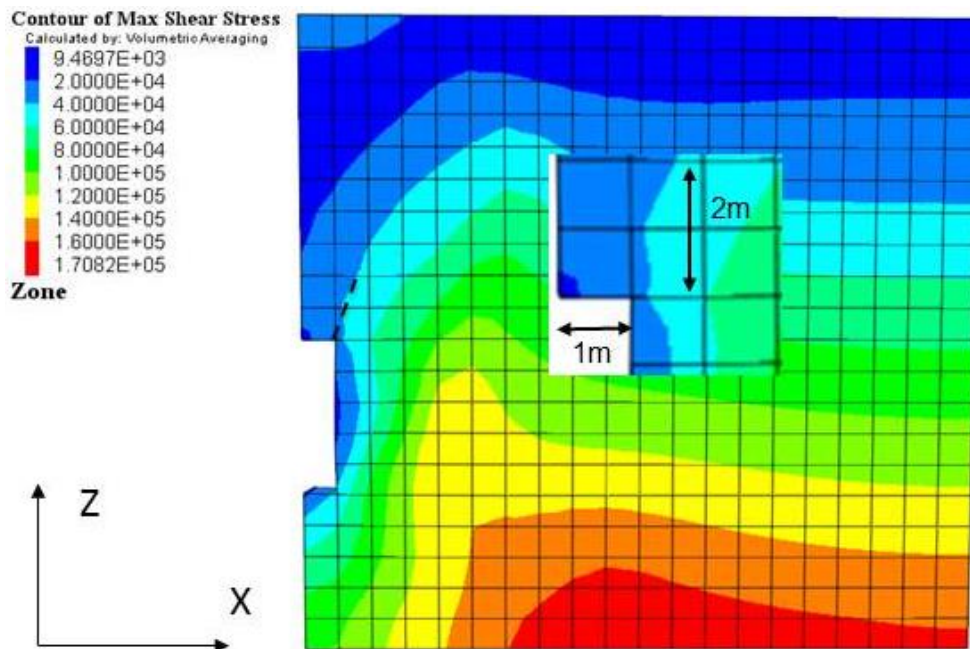 Contour of Max Shear Stress
Calculated by: Volumetric Averaging
9.4697E+03
2.0000E+04
4.0000E+04
6.0000E+04
8.0000E+04
1.0000E+05
1.2000E+05
1.4000E+05
1.6000E+05
1.7082E+05
Zone
2m
1m
Z
X